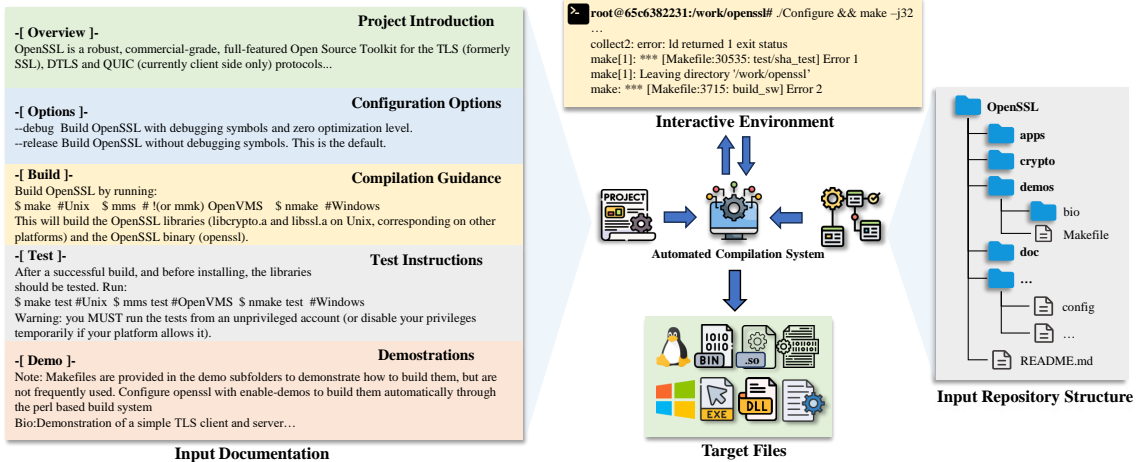 Project Introduction
-[ Overview ]-
OpenSSL is a robust, commercial-grade, full-featured Open Source Toolkit for the TLS (formerly
SSL), DTLS and QUIC (currently client side only) protocols...
Configuration Options
-[ Options ]-
--debug Build OpenSSL with debugging symbols and zero optimization level.
--release Build OpenSSL without debugging symbols. This is the default.
-[ Build ]-
Compilation Guidance
Build OpenSSL by running:
$ make #Unix $ mms # !(or mmk) OpenVMS $ nmake #Windows
This will build the OpenSSL libraries (libcrypto.a and libssl.a on Unix, corresponding on other
platforms) and the OpenSSL binary (openssl).
-[ Test ]-
Test Instructions
After a successful build, and before installing, the libraries
should be tested. Run:
$ make test #Unix $ mms test #OpenVMS $ nmake test #Windows
Warning: you MUST run the tests from an unprivileged account (or disable your privileges
temporarily if your platform allows it).
-[ Demo ]-
Demostrations
Note: Makefiles are provided in the demo subfolders to demonstrate how to build them, but are
not frequently used. Configure openssl with enable-demos to build them automatically through
the perl based build system
Bio:Demonstration of a simple TLS client and server…
Input Documentation
root@65c6382231:/work/openssl# ./Configure && make –j32
…
collect2: error: ld returned 1 exit status
make[1]: *** [Makefile:30535: test/sha_test] Error 1
make[1]: Leaving directory '/work/openssl’
make: *** [Makefile:3715: build_sw] Error 2
Interactive Environment
PROJECT
Automated Compilation System
BIN
.so
EXE
DLL
Target Files
OpenSSL
apps
crypto
demos
bio
Makefile
doc
...
config
…
README.md
Input Repository Structure